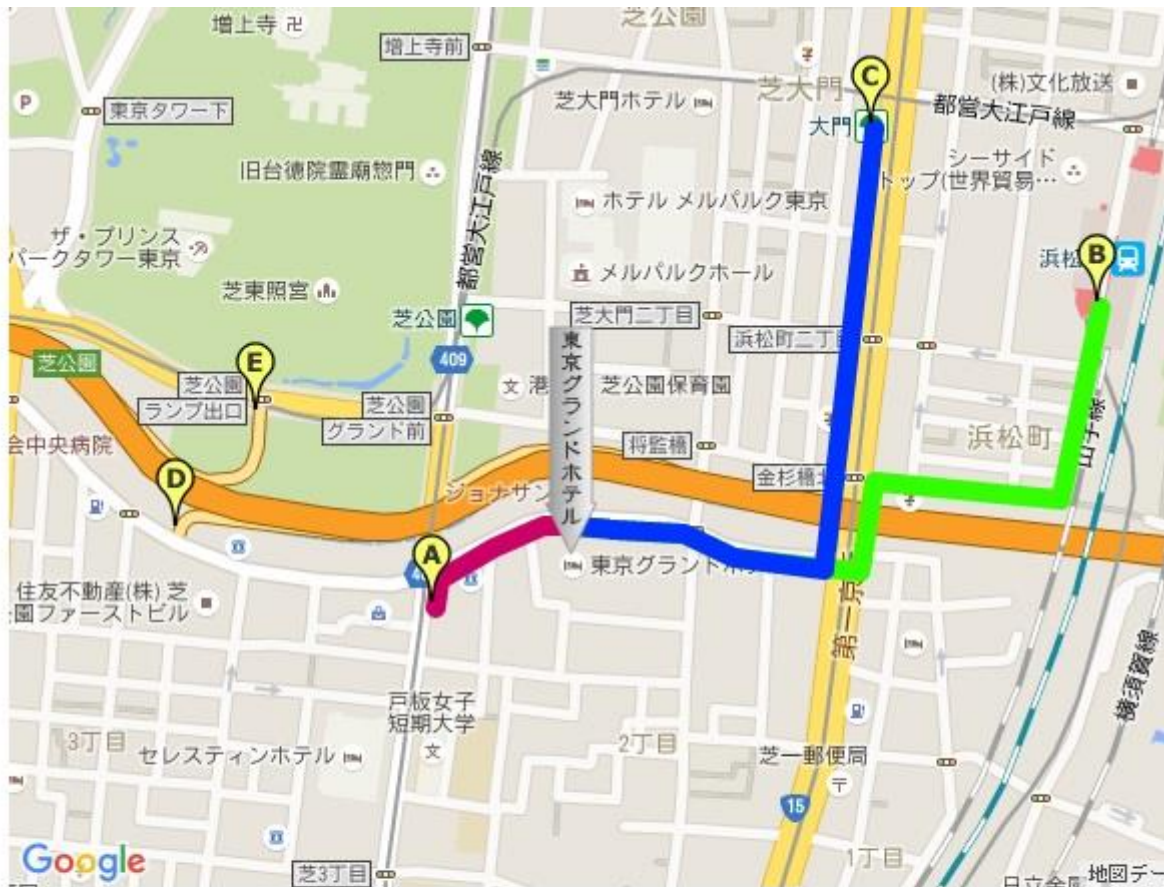 増上寺
芝公園
増上寺前
C
(株)文化放送
P
東京タワー下
芝大門ホテル
芝大門
大門
都営大江戸線
旧台徳院霊廟惣門
シーサイド
トップ(世界貿易…
都営大江戸線
ホテル メルパルク東京
ザ・プリンス
パークタワー東京
メルパルクホール
浜松
B
芝東照宮
芝公園
芝大門二丁目
浜松町二丁目
芝公園
E
409
東京グランドホテル
文
港
芝公園保育園
芝公園
ランプ出口
芝公園
グランド前
山手線
会中央病院
将監橋
浜松町
D
ジョナサン
金杉橋北
A
東京グランドホテ
住友不動産(株) 芝
公園ファーストビル
第一京
横須賀線
戸板女子
短期大学
文
3丁目
セレスティンホテル
2丁目
芝一郵便局
15
Google
芝3丁目
1丁目
地図デー